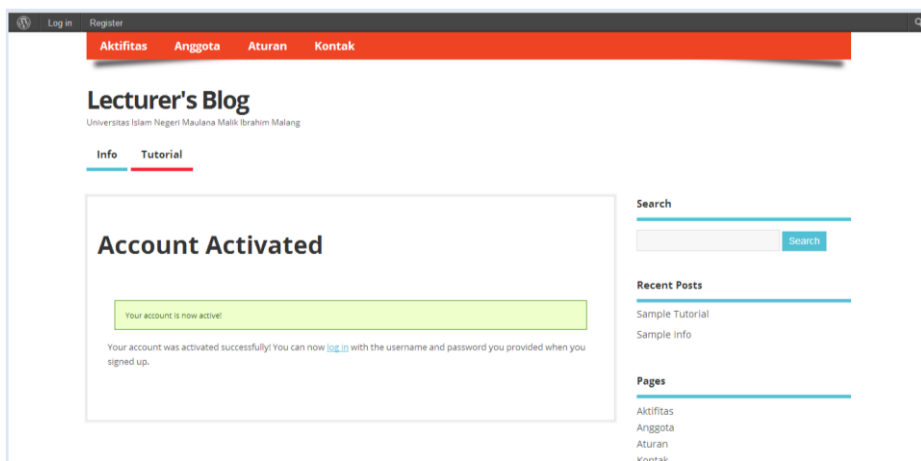 Log in Register
Aktifitas Anggota Aturan Kontak
Lecturer's Blog
Universitas Islam Negeri Maulana Malik Ibrahim Malang
Info Tutorial
Account Activated
Your account is now active!
Your account was activated successfully! You can now log in with the username and password you provided when you
signed up.
Search
Search
Recent Posts
Sample Tutorial
Sample Info
Pages
Aktifitas
Anggota
Aturan
Kontak